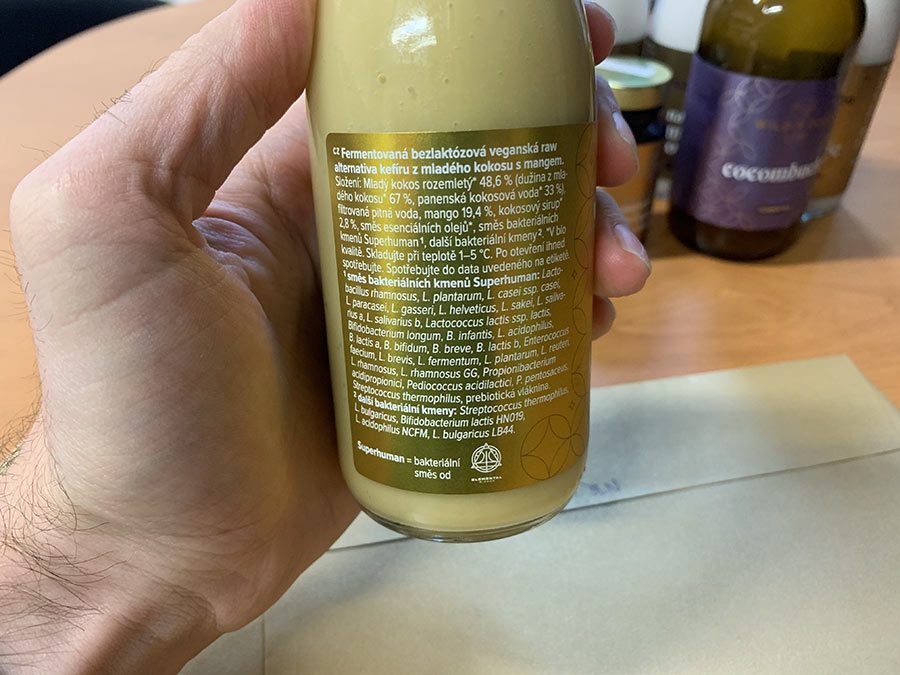 CZ Fermentovaná bezlaktózová veganská raw
alternativa kefíru z mladého kokosu s mangem.
Složení: Mladý kokos rozemletý* 48,6 % (dužina z mla-
dého kokosu* 67 %, panenská kokosová voda* 33 %),
filtrovaná pitná voda, mango 19,4 %, kokosový sirup*
2,8 %, směs esenciálních olejů*, směs bakteriálních
kmenů Superhuman¹, další bakteriální kmeny². *V bio
kvalitě. Skladujte při teplotě 1–5 °C. Po otevření ihned
spotřebujte. Spotřebujte do data uvedeného na etiketě.
¹ směs bakteriálních kmenů Superhuman: Lacto-
bacillus rhamnosus, L. plantarum, L. casei ssp. casei,
L. paracasei, L. gasseri, L. helveticus, L. sakei, L. salive-
rius a, L. salivarius b, Lactococcus lactis ssp. lactis,
Bifidobacterium longum, B. infantis, L. acidophilus,
B. lactis a, B. bifidum, B. breve, B. lactis b, Enterococcus
faecium, L. brevis, L. fermentum, L. plantarum, L. reuteri,
L. rhamnosus, L. rhamnosus GG, Propionibacterium
acidipropionici, Pediococcus acidilactici, P. pentosaceus,
Streptococcus thermophilus, prebiotická vláknina.
² další bakteriální kmeny: Streptococcus thermophilus,
L. bulgaricus, Bifidobacterium lactis HN019,
L. acidophilus NCFM, L. bulgaricus LB44.
Superhuman = bakteriální
směs od
ELEMENTAL